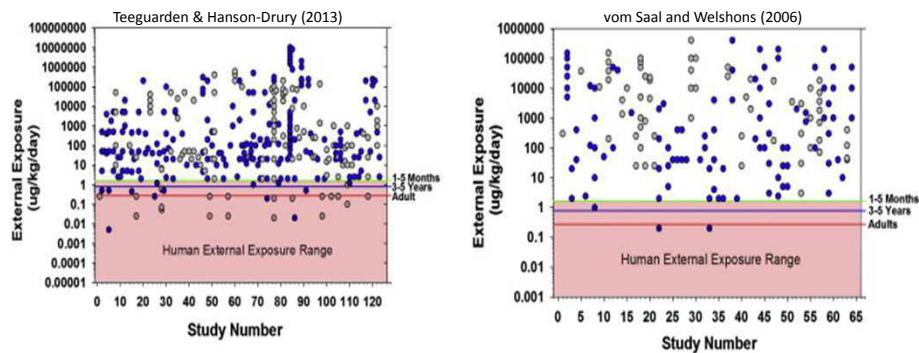 Teeguarden & Hanson-Drury (2013)
External Exposure
(ug/kg/day)
100000000
10000000
1000000
100000
10000
1000
100
10
1
0.1
0.01
0.001
0.0001
0.00001
1-5 Months
3-5 Years
Adult
Human External Exposure Range
0 10 20 30 40 50 60 70 80 90 100 110 120
Study Number
vom Saal and Welshons (2006)
External Exposure
(ug/kg/day)
1000000
100000
10000
1000
100
10
1
0.1
0.01
0.001
1-5 Months
3-5 Years
Adults
Human External Exposure Range
0 5 10 15 20 25 30 35 40 45 50 55 60 65
Study Number